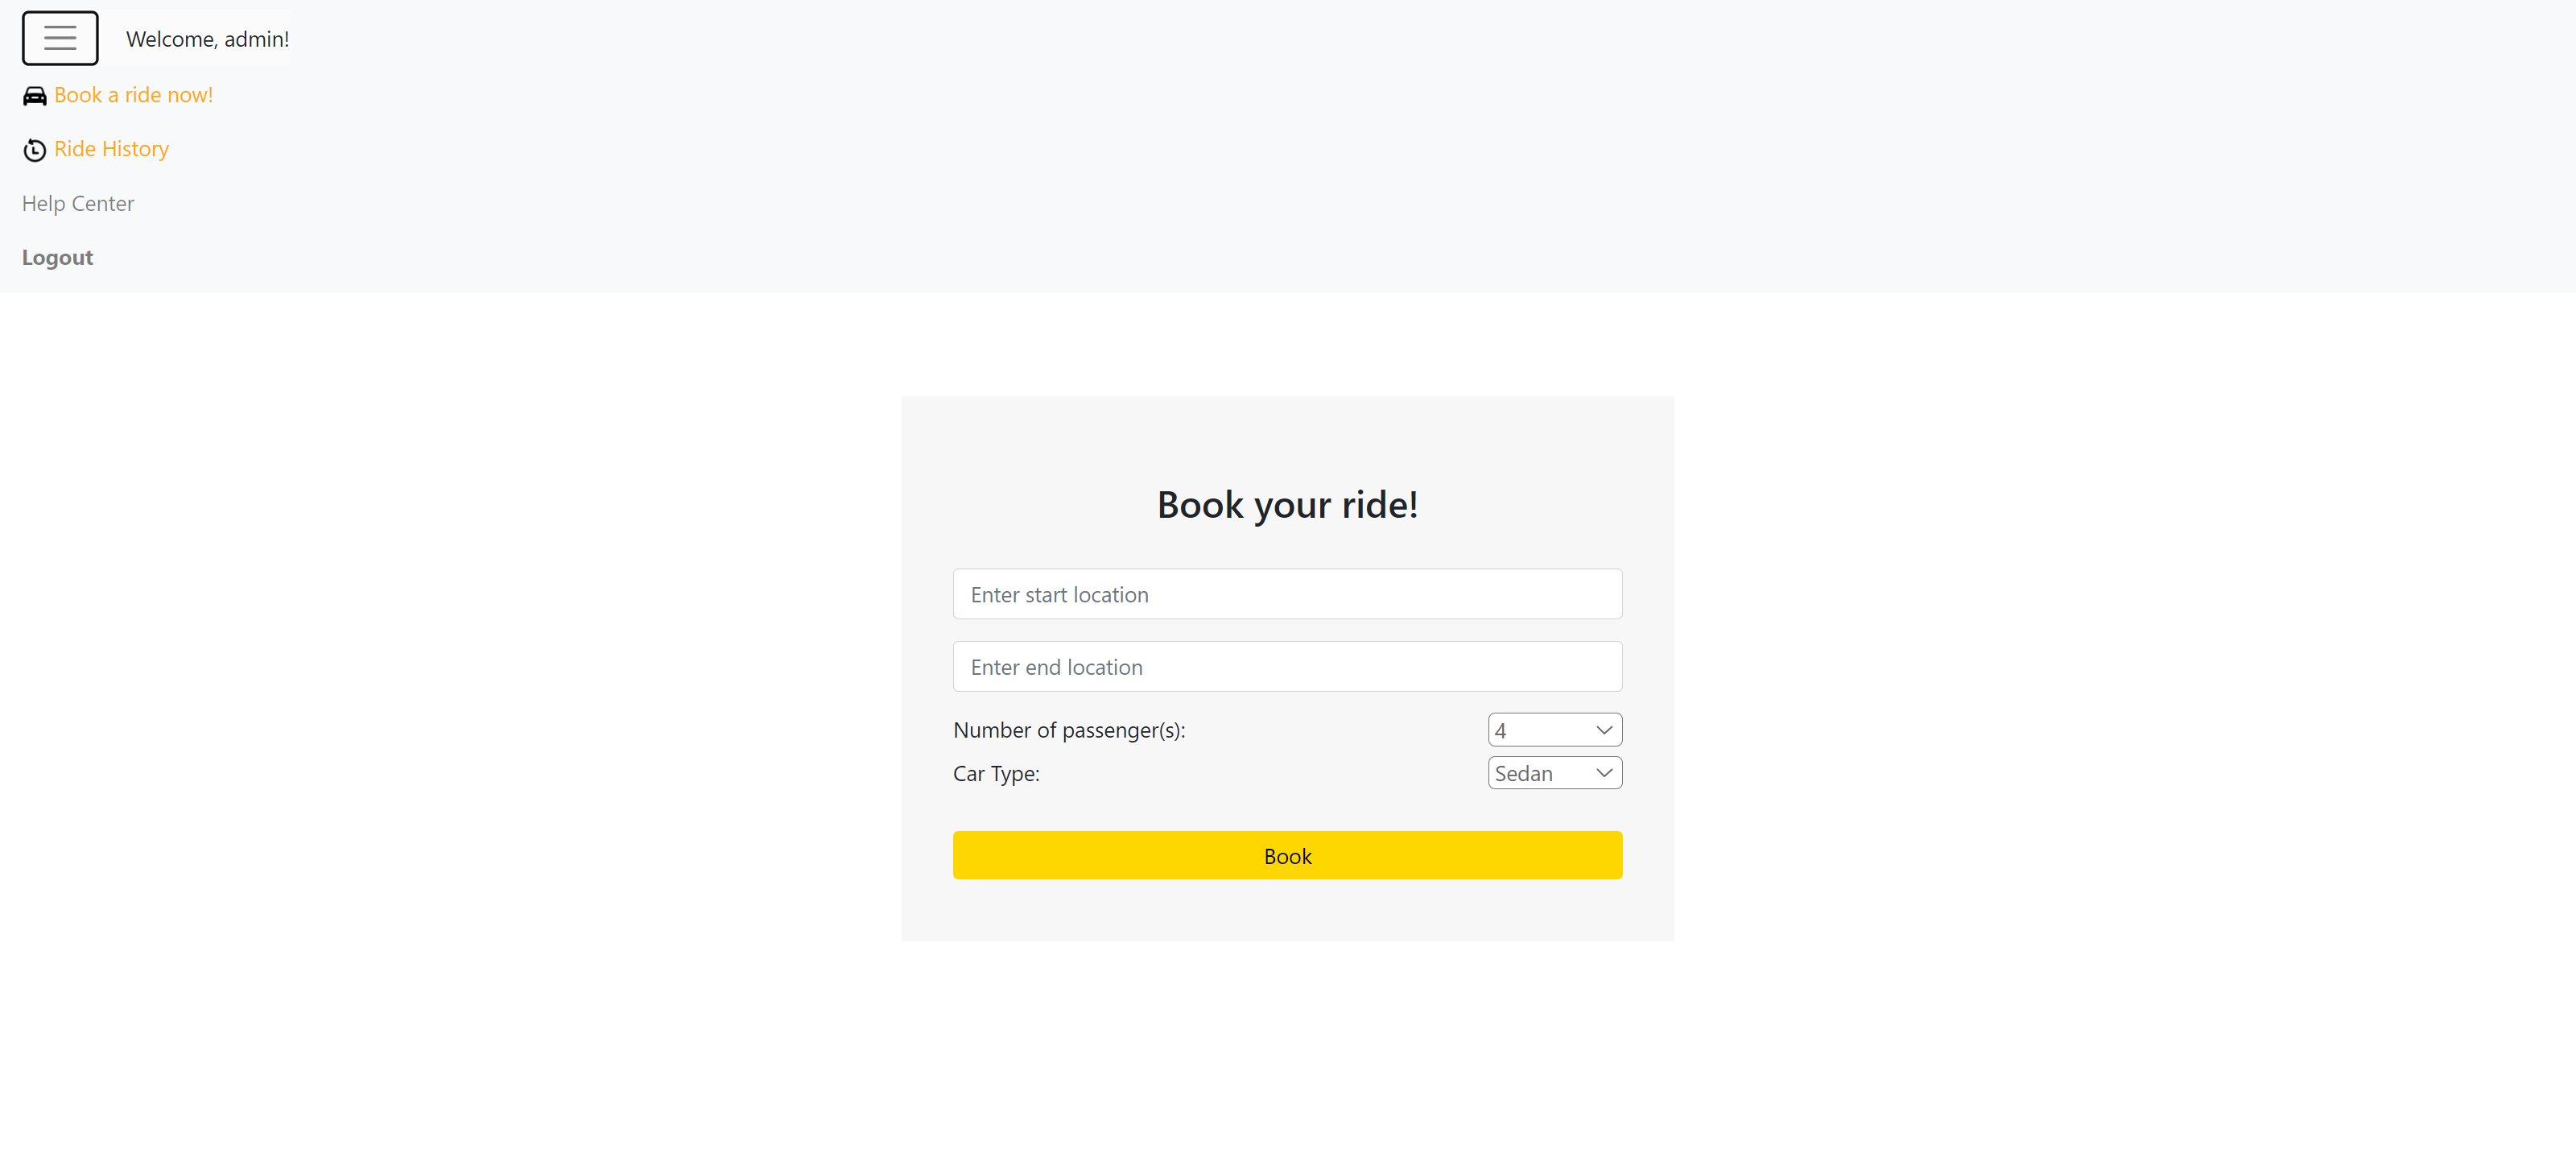 Welcome, admin!
Book a ride now!
Ride History
Help Center
Logout
Book your ride!
Enter start location
Enter end location
Number of passenger(s): 4
Car Type: Sedan
Book